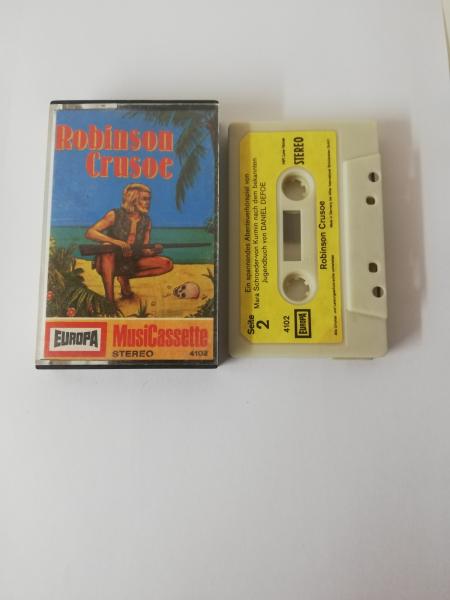 Robinson
Crusoe
EUROPA
MusiCassette
STEREO 4102
Seite
2
4102
EUROPA
STEREO
Ein spannendes Abenteuerhörspiel von
Mark Schroeder-von Kurmin nach dem bekannten
Jugendbuch von DANIEL DEFOE
Robinson Crusoe